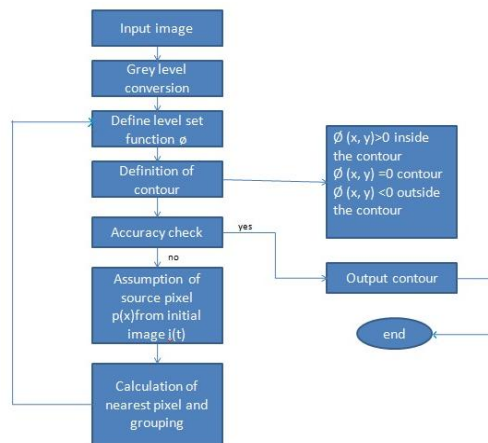 Input image
Grey level
conversion
Define level set
function ø
Definition of
contour
Ø (x, y)>0 inside
the contour
Ø (x, y) =0 contour
Ø (x, y) <0 outside
the contour
Accuracy check
yes
no
Assumption of
source pixel
p(x)from initial
image i(t)
Output contour
end
Calculation of
nearest pixel and
grouping